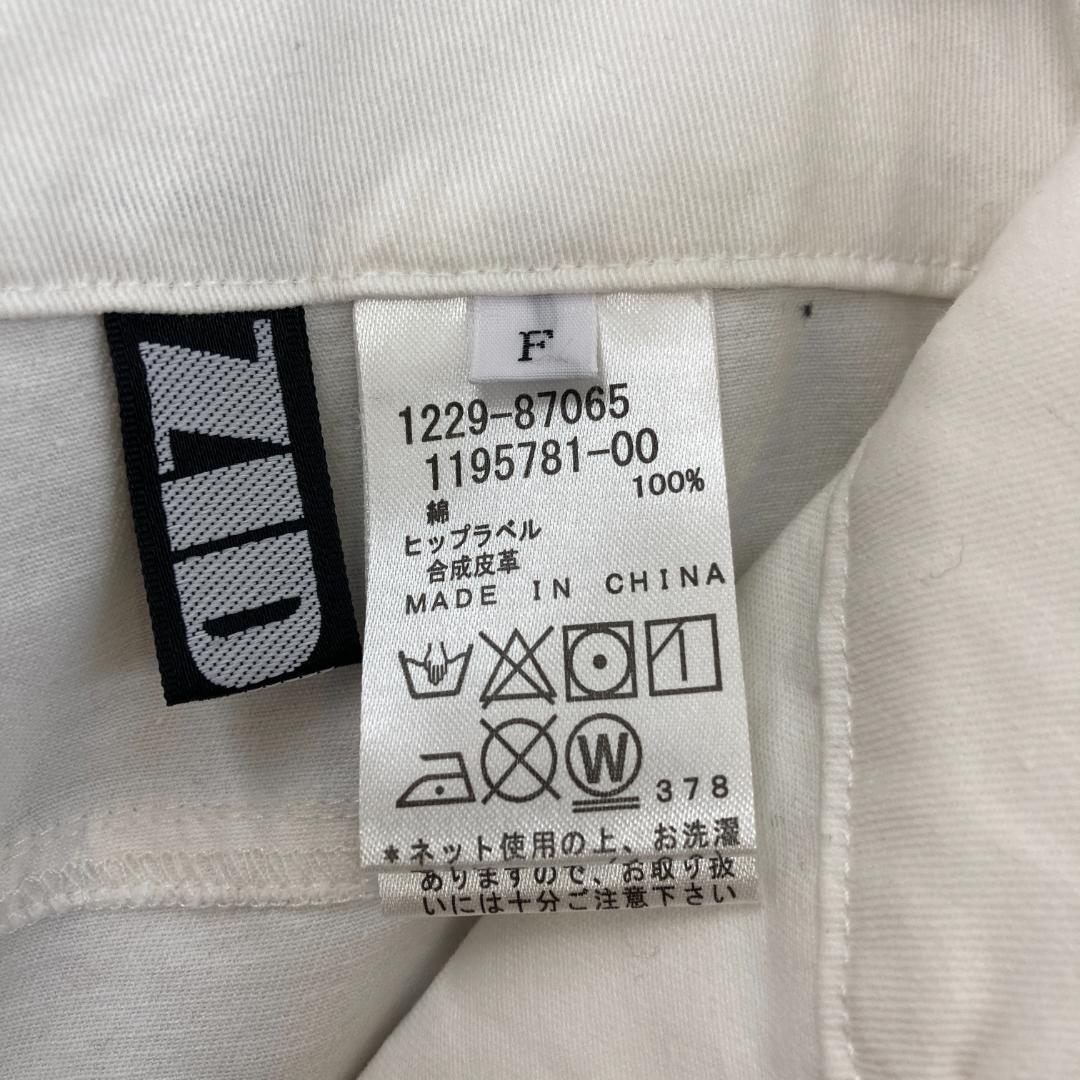 F
1229-87065
1195781-00
綿 100%
ヒップラベル
合成皮革
MADE IN CHINA
W 378
*ネット使用の上、お洗濯
ありますので、お取り扱
いには十分ご注意下さい